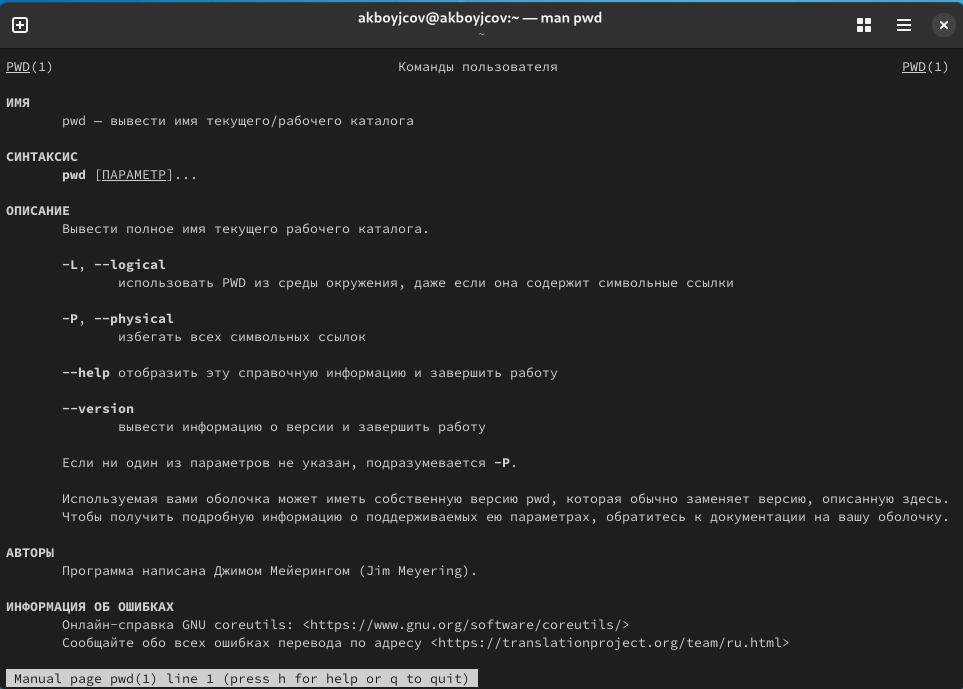 akboyjcov@akboyjcov:~ — man pwd
~
PWD(1) Команды пользователя PWD(1)
ИМЯ
pwd — вывести имя текущего/рабочего каталога
СИНТАКСИС
pwd [ПАРАМЕТР]...
ОПИСАНИЕ
Вывести полное имя текущего рабочего каталога.
-L, --logical
использовать PWD из среды окружения, даже если она содержит символьные ссылки
-P, --physical
избегать всех символьных ссылок
--help отобразить эту справочную информацию и завершить работу
--version
вывести информацию о версии и завершить работу
Если ни один из параметров не указан, подразумевается -P.
Используемая вами оболочка может иметь собственную версию pwd, которая обычно заменяет версию, описанную здесь.
Чтобы получить подробную информацию о поддерживаемых ею параметрах, обратитесь к документации на вашу оболочку.
АВТОРЫ
Программа написана Джимом Мейерингом (Jim Meyering).
ИНФОРМАЦИЯ ОБ ОШИБКАХ
Онлайн-справка GNU coreutils: <https://www.gnu.org/software/coreutils/>
Сообщайте обо всех ошибках перевода по адресу <https://translationproject.org/team/ru.html>
Manual page pwd(1) line 1 (press h for help or q to quit)